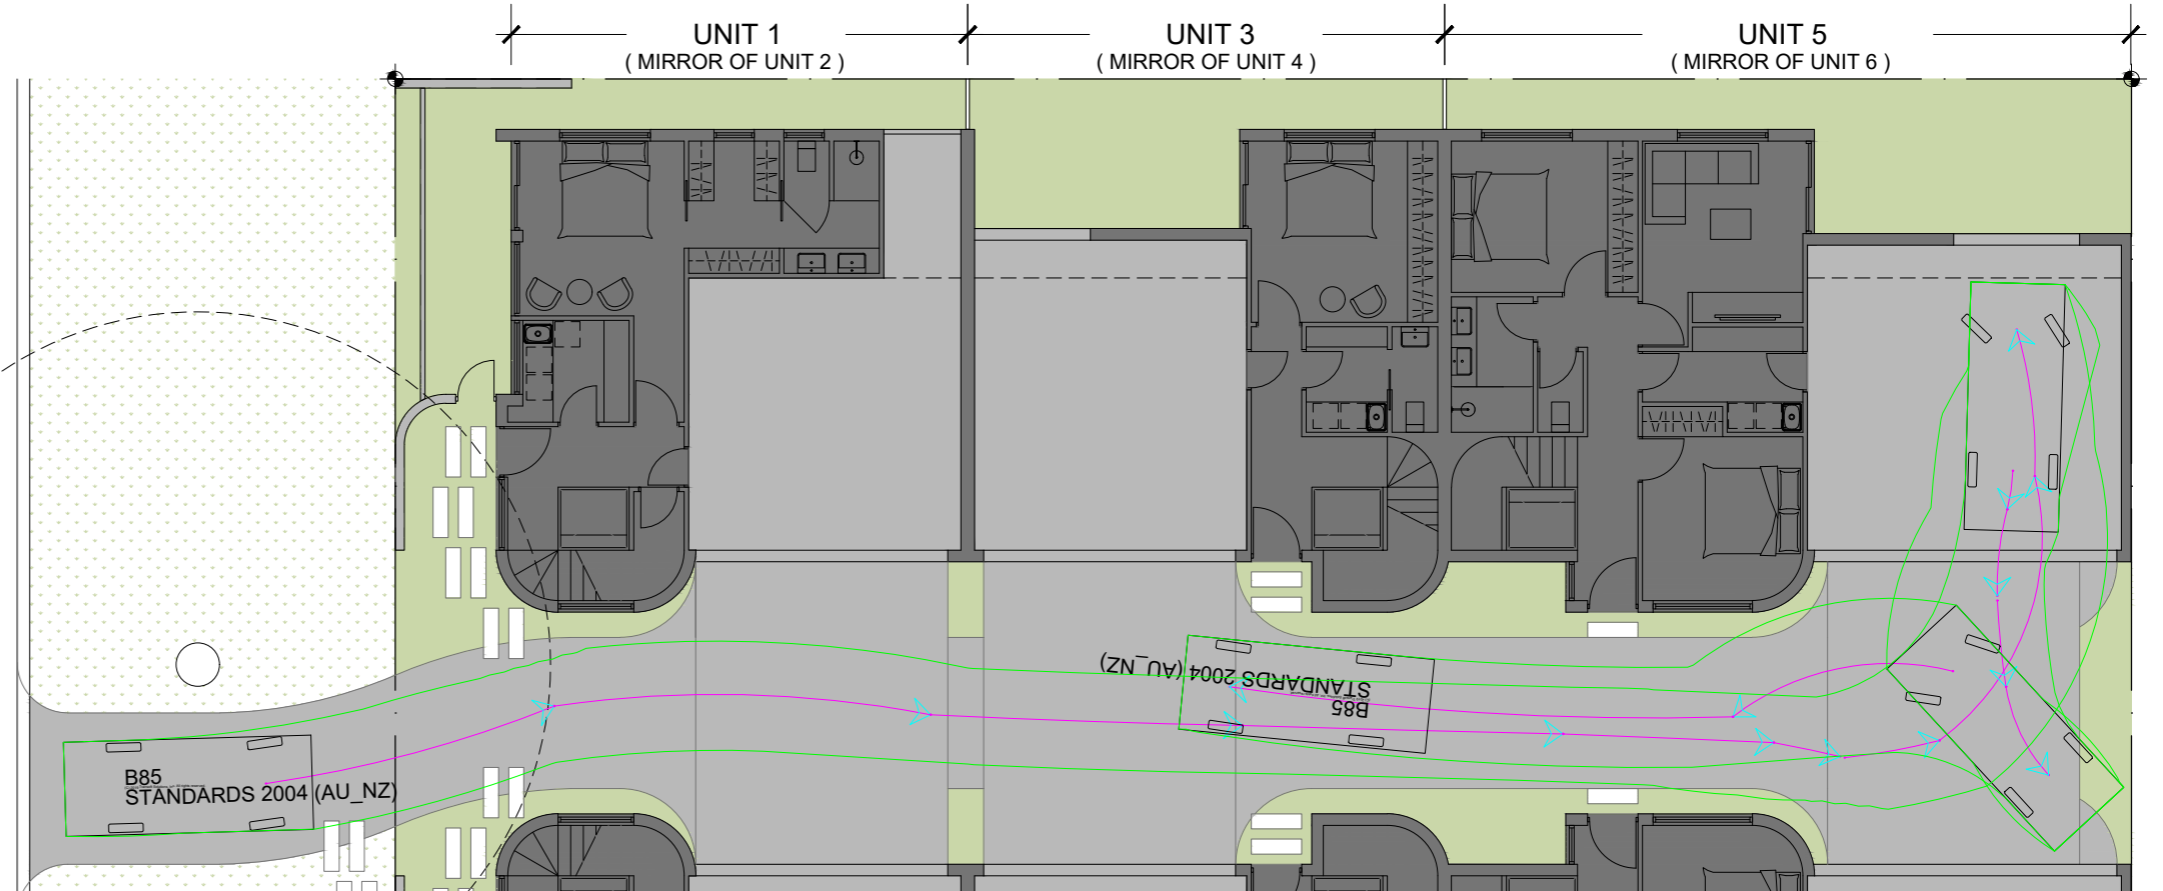 UNIT 1
( MIRROR OF UNIT 2 )
UNIT 3
( MIRROR OF UNIT 4 )
UNIT 5
( MIRROR OF UNIT 6 )
B85
STANDARDS 2004 (AU_NZ)
B85
STANDARDS 2004 (AU_NZ)